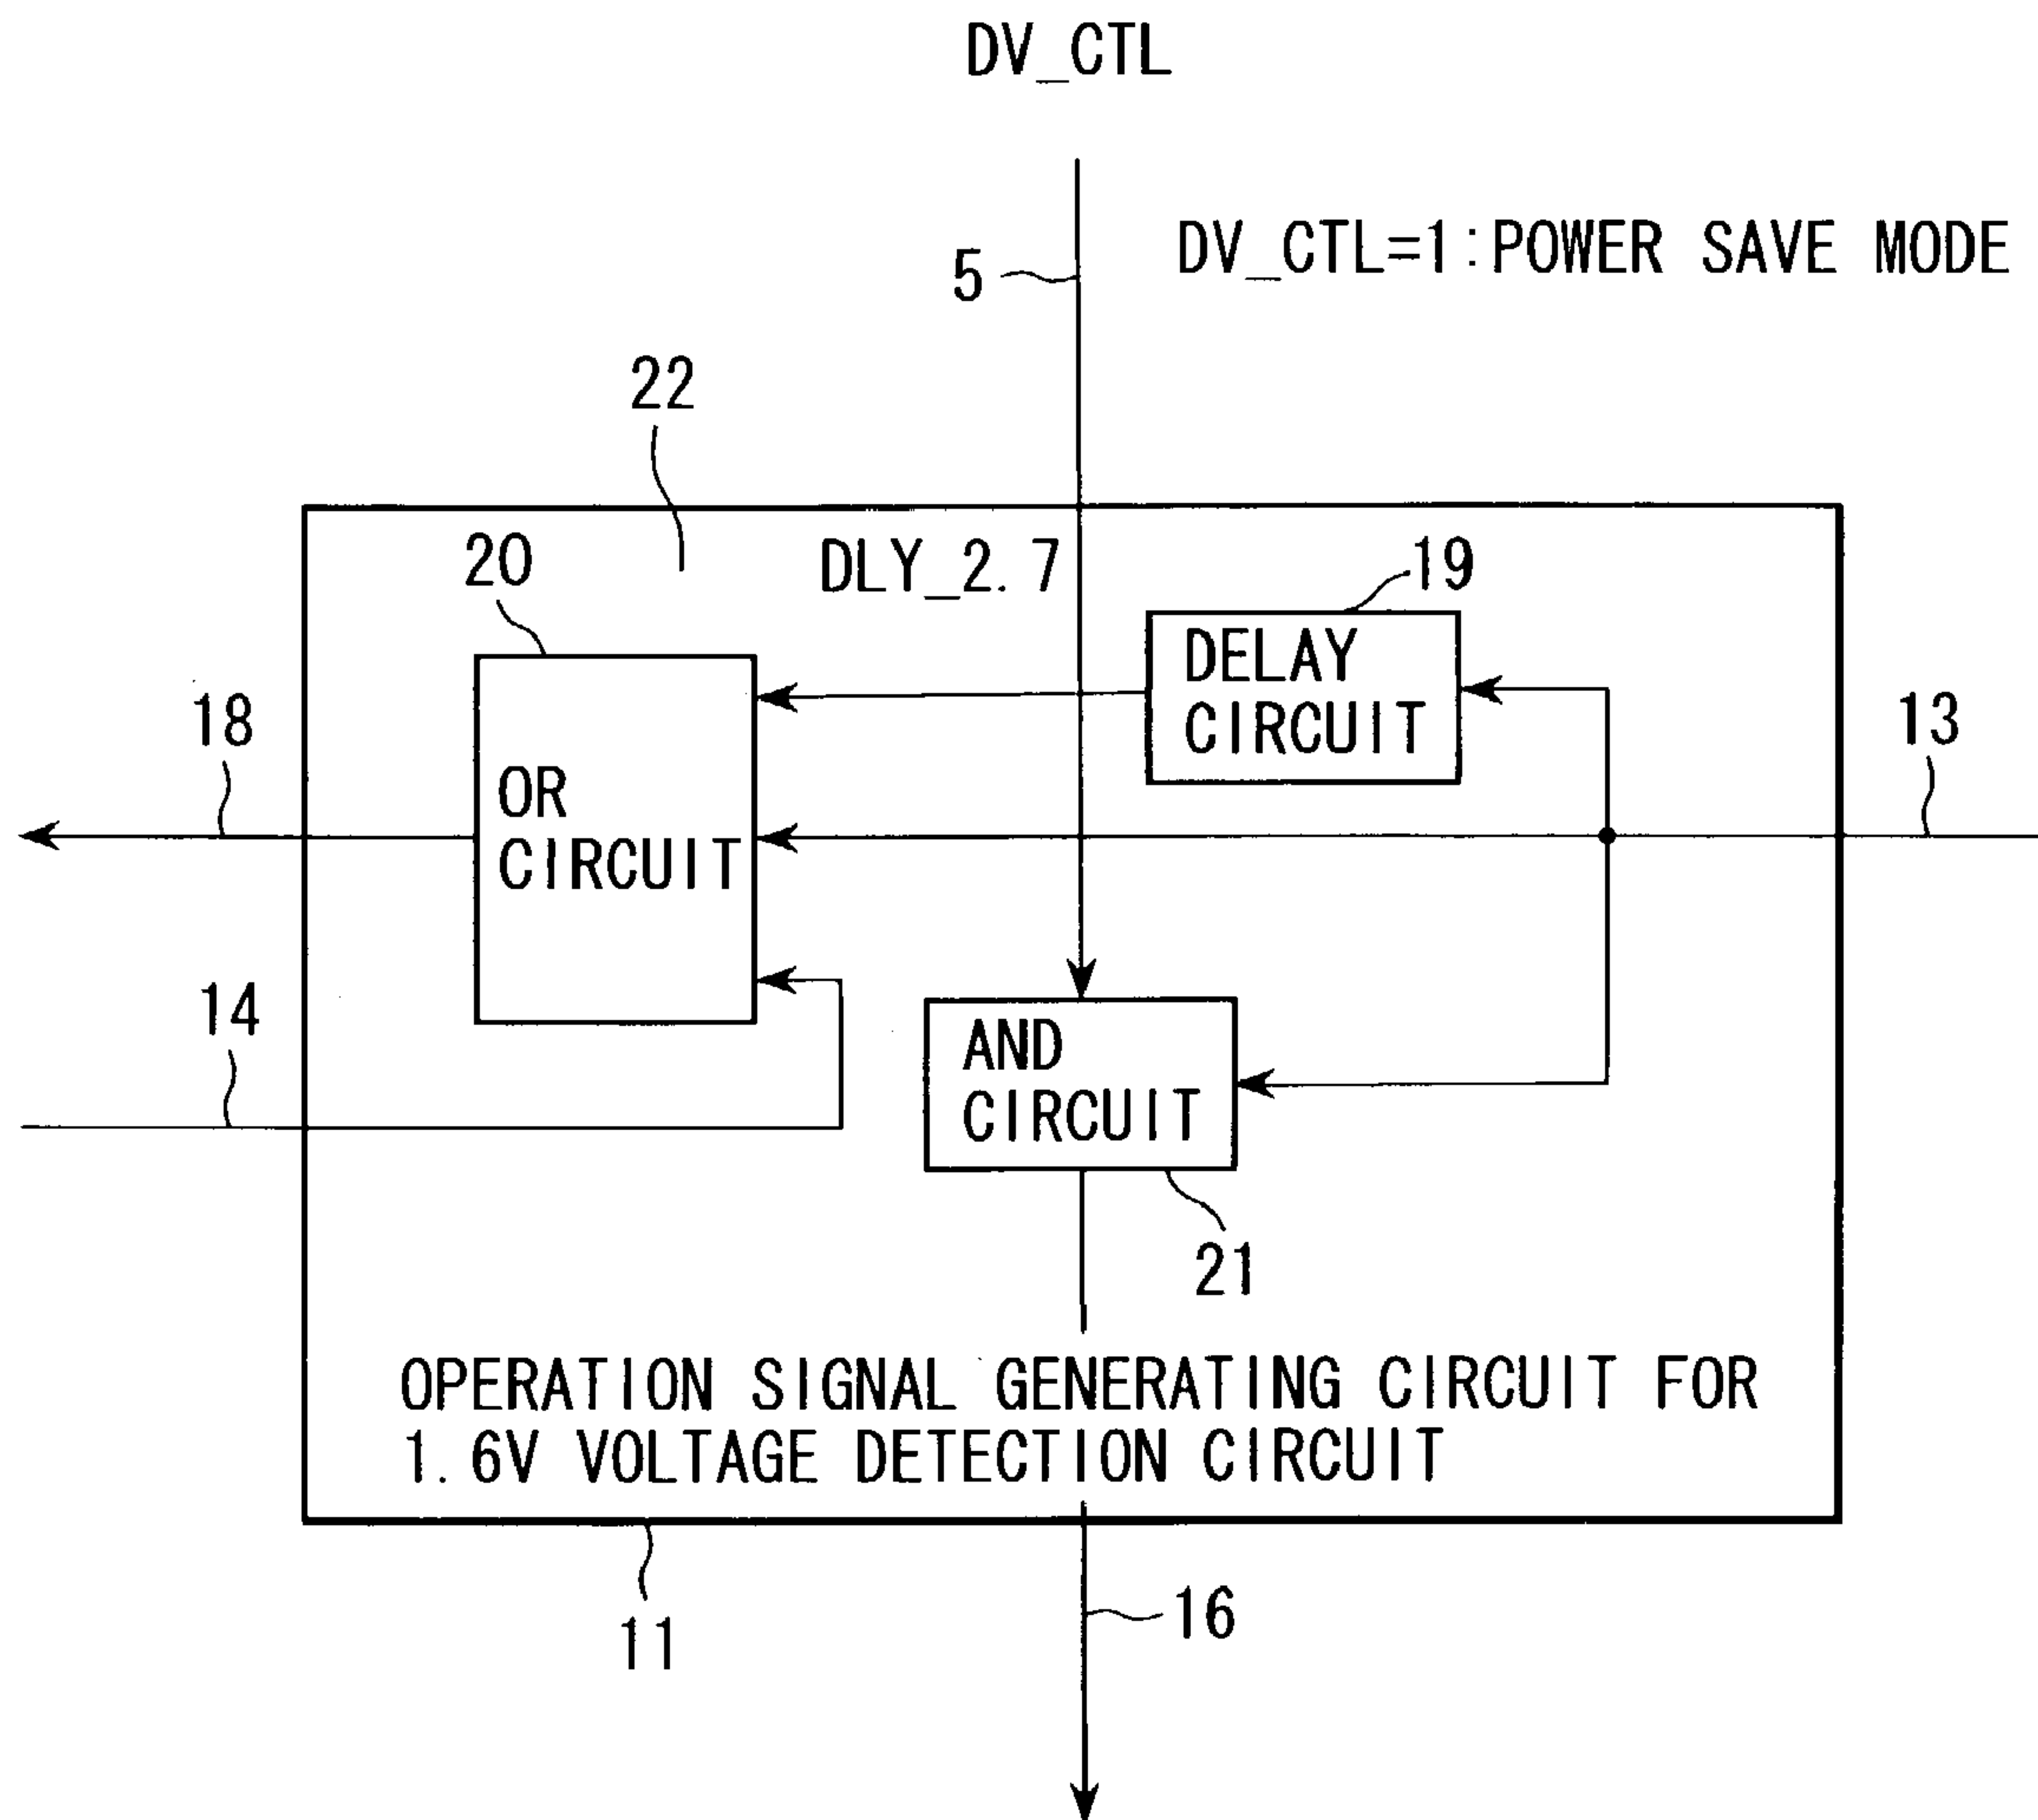 DV_CTL
5
DV_CTL=1:POWER SAVE MODE
22
20
DLY_2.7
19
DELAY
CIRCUIT
18
13
OR
CIRCUIT
14
AND
CIRCUIT
21
OPERATION SIGNAL GENERATING CIRCUIT FOR
1.6V VOLTAGE DETECTION CIRCUIT
16
11